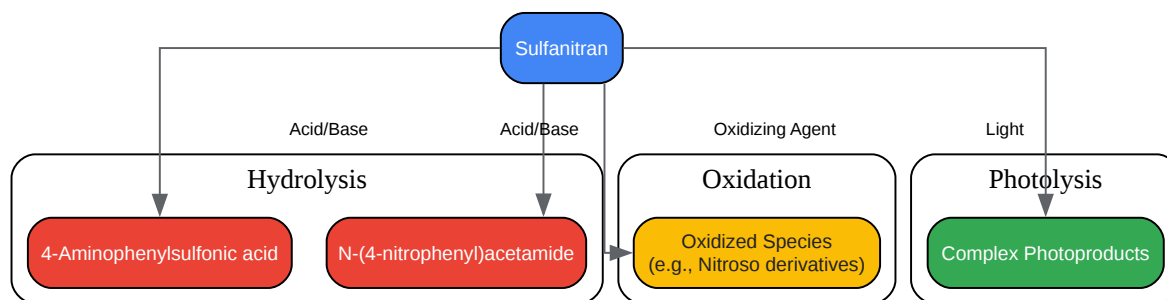 Sulfanitran
Acid/Base
Acid/Base
Oxidizing Agent
Light
Hydrolysis
Oxidation
Photolysis
4-Aminophenylsulfonic acid
N-(4-nitrophenyl)acetamide
Oxidized Species
(e.g., Nitroso derivatives)
Complex Photoproducts